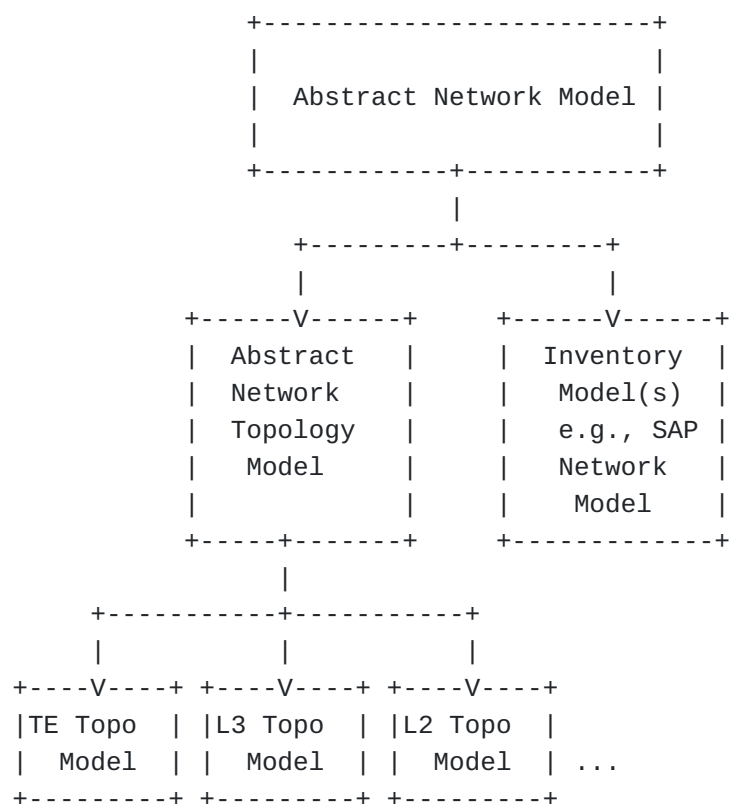 Abstract Network Model
Abstract
Network
Topology
Model
Inventory
Model(s)
e.g., SAP
Network
Model
TE Topo
Model
L3 Topo
Model
L2 Topo
Model
...